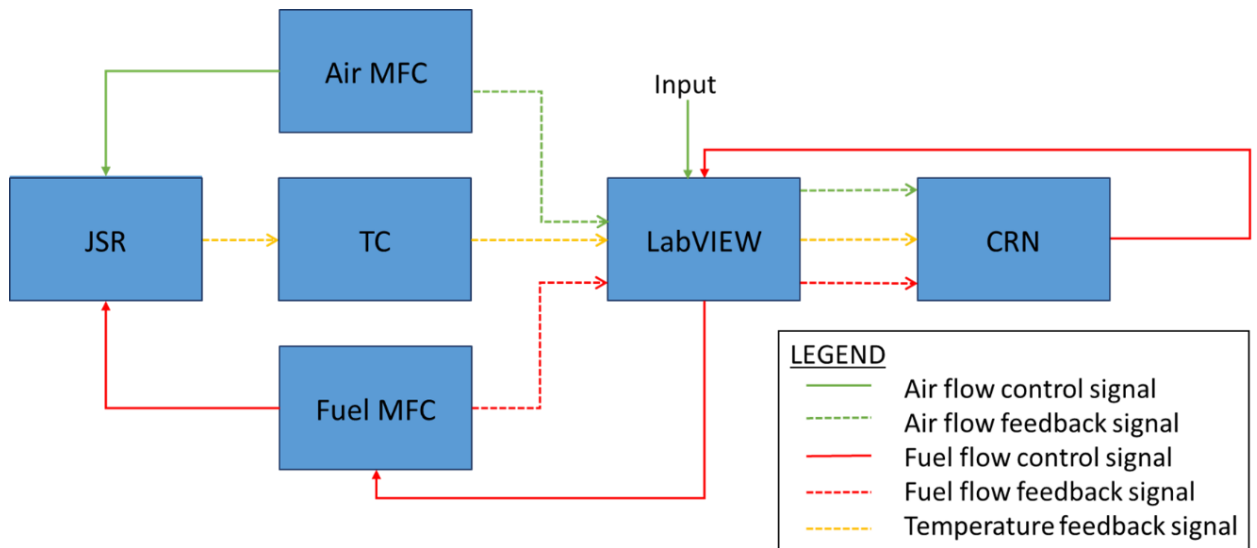 Air MFC
Input
JSR
TC
LabVIEW
CRN
Fuel MFC
LEGEND
Air flow control signal
Air flow feedback signal
Fuel flow control signal
Fuel flow feedback signal
Temperature feedback signal